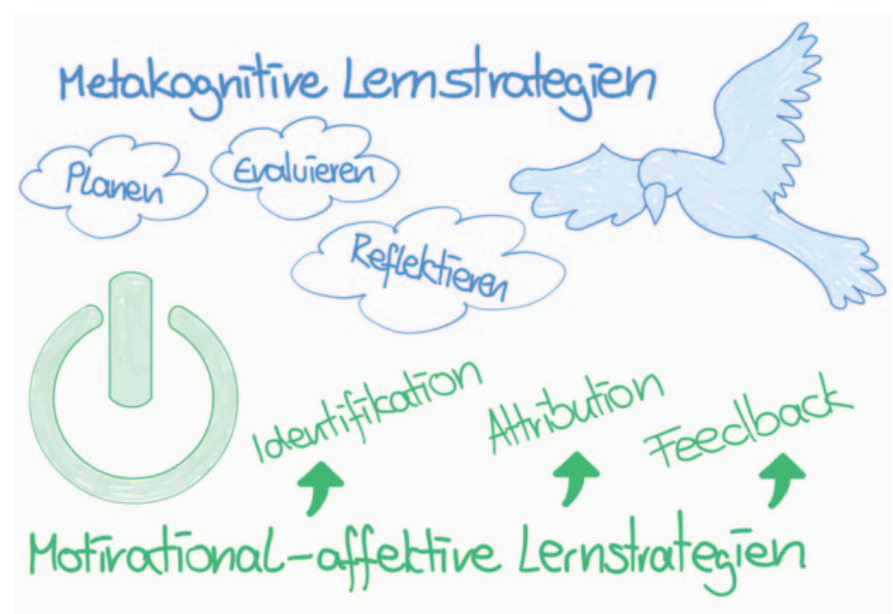 Metakognitive Lernstrategien
Planen
Evaluieren
Reflektieren
Identifikation
Attribution
Feedback
Motivational-affektive Lernstrategien